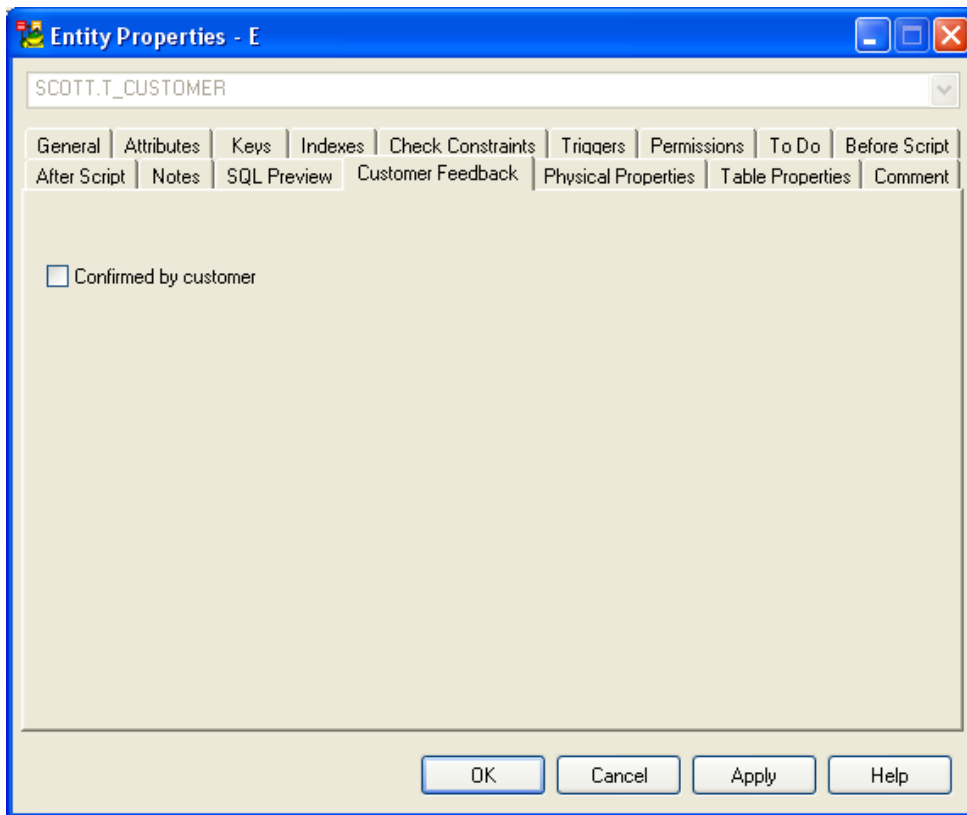 Entity Properties - E
SCOTT.T_CUSTOMER
General Attributes Keys Indexes Check Constraints Triggers Permissions To Do Before Script
After Script Notes SQL Preview Customer Feedback Physical Properties Table Properties Comment
Confirmed by customer
OK Cancel Apply Help